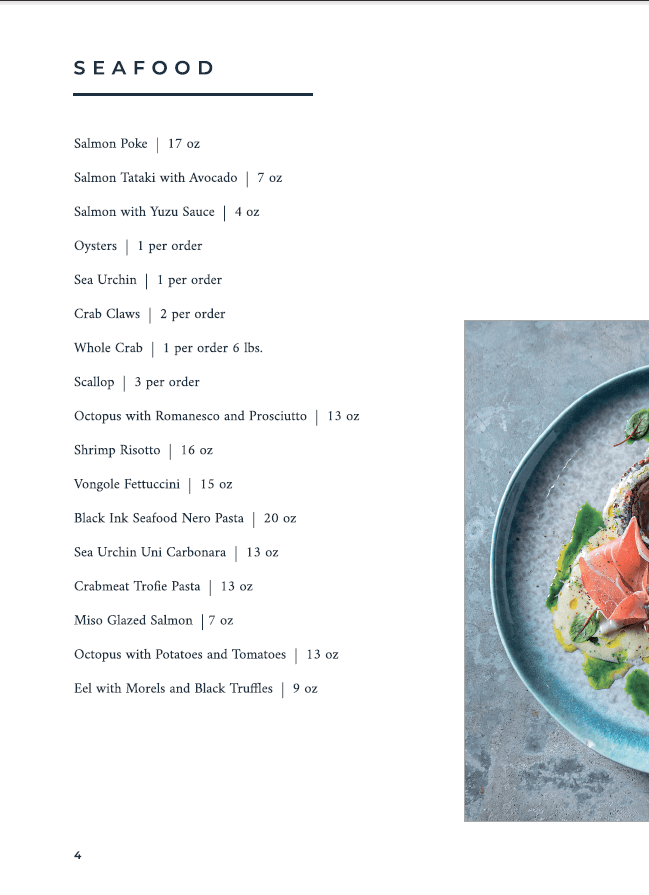 SEAFOOD
Salmon Poke | 17 oz
Salmon Tataki with Avocado | 7 oz
Salmon with Yuzu Sauce | 4 oz
Oysters | 1 per order
Sea Urchin | 1 per order
Crab Claws | 2 per order
Whole Crab | 1 per order 6 lbs.
Scallop | 3 per order
Octopus with Romanesco and Prosciutto | 13 oz
Shrimp Risotto | 16 oz
Vongole Fettuccini | 15 oz
Black Ink Seafood Nero Pasta | 20 oz
Sea Urchin Uni Carbonara | 13 oz
Crabmeat Trofie Pasta | 13 oz
Miso Glazed Salmon | 7 oz
Octopus with Potatoes and Tomatoes | 13 oz
Eel with Morels and Black Truffles | 9 oz
4